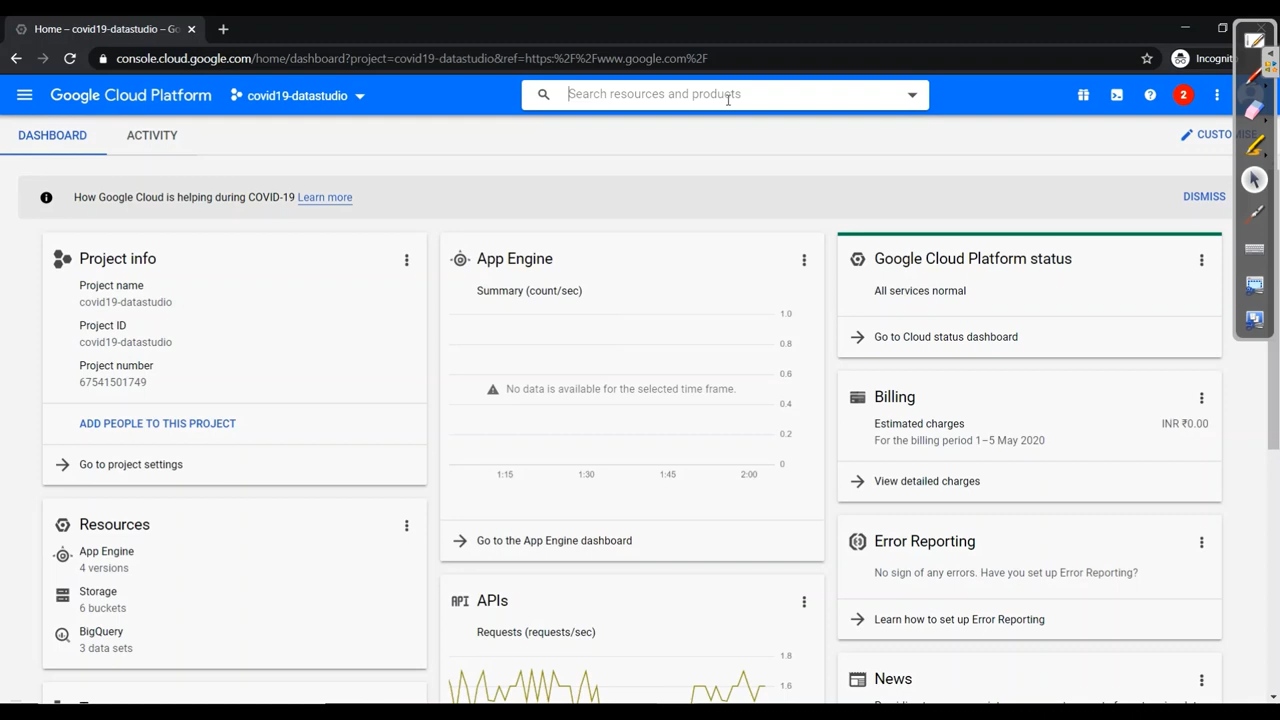 Home – covid19-datastudio – Go
console.cloud.google.com/home/dashboard?project=covid19-datastudio&ref=https:%2F%2Fwww.google.com%2F
Incognit
Google Cloud Platform
covid19-datastudio
Search resources and products
2
DASHBOARD
ACTIVITY
CUSTOMISE
How Google Cloud is helping during COVID-19 Learn more
DISMISS
Project info
Project name
covid19-datastudio
Project ID
covid19-datastudio
Project number
67541501749
ADD PEOPLE TO THIS PROJECT
Go to project settings
Resources
App Engine
4 versions
Storage
6 buckets
BigQuery
3 data sets
App Engine
Summary (count/sec)
1.0
0.8
0.6
No data is available for the selected time frame.
0.4
0.2
0
1:15
1:30
1:45
2:00
Go to the App Engine dashboard
API APIs
Requests (requests/sec)
1.8
1.6
Google Cloud Platform status
All services normal
Go to Cloud status dashboard
Billing
Estimated charges
INR ₹0.00
For the billing period 1–5 May 2020
View detailed charges
Error Reporting
No sign of any errors. Have you set up Error Reporting?
Learn how to set up Error Reporting
News